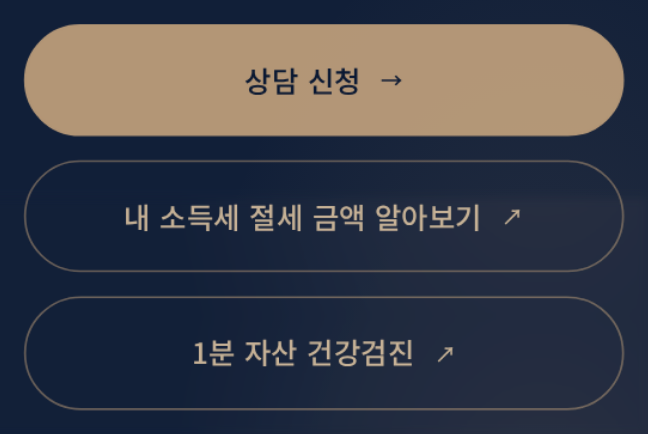 상담 신청 →
내 소득세 절세 금액 알아보기 ↗
1분 자산 건강검진 ↗